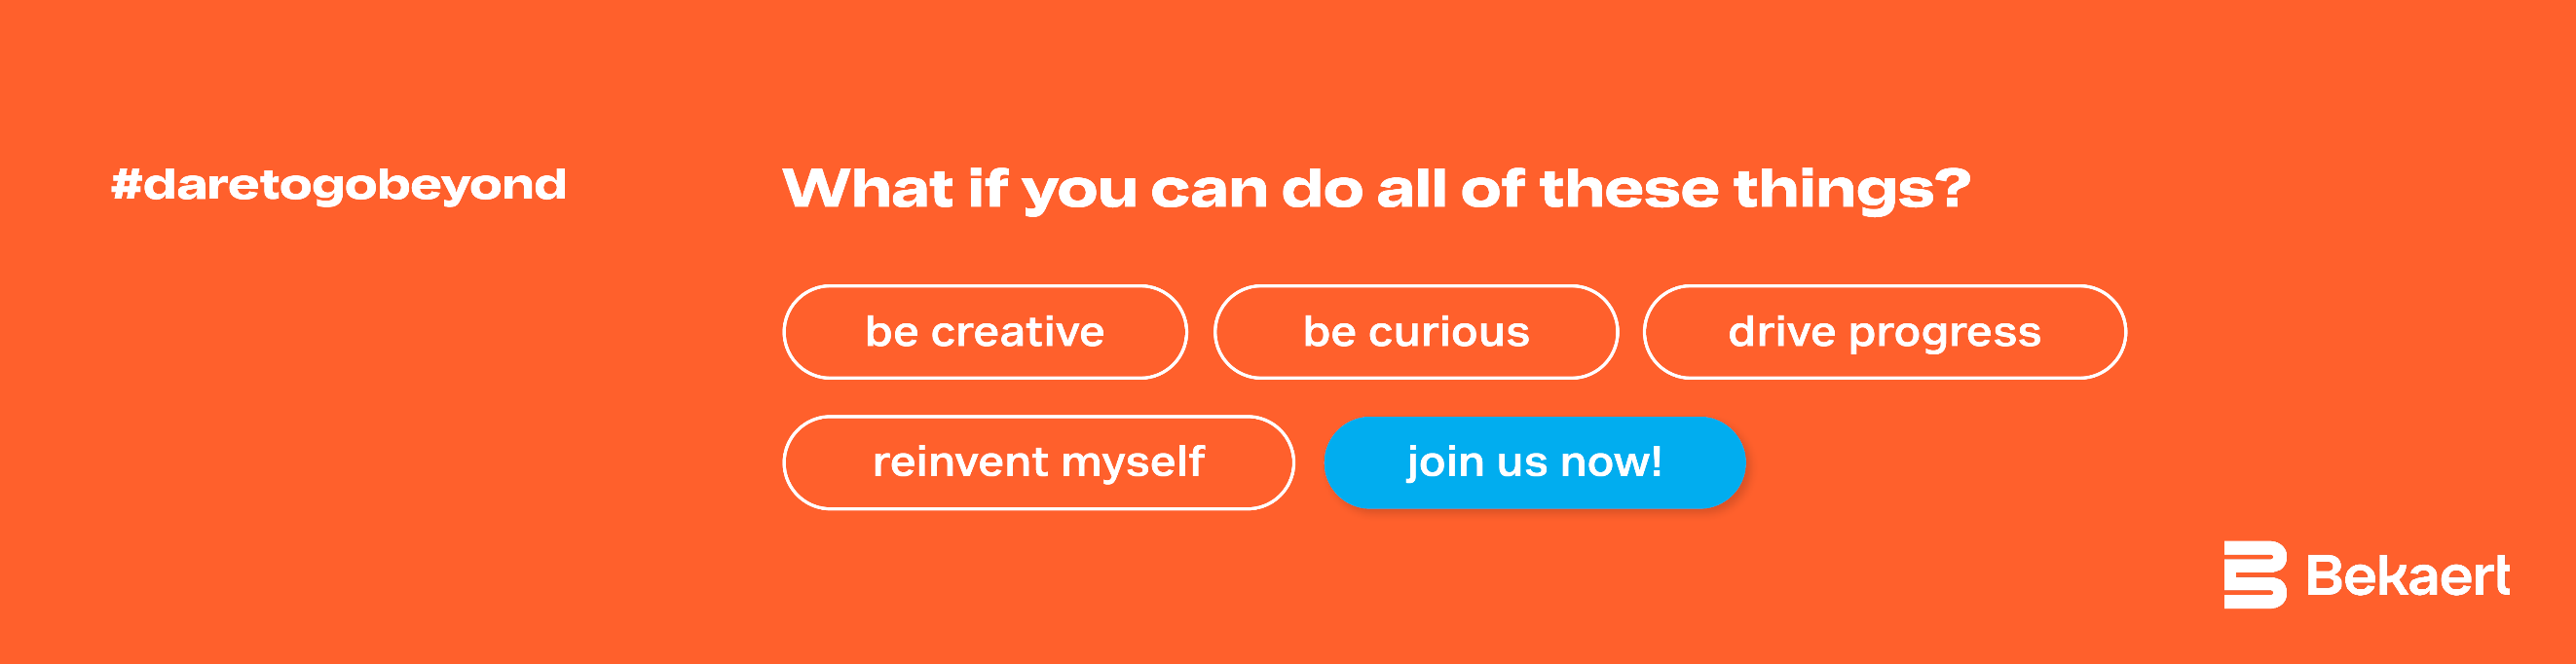 #daretogobeyond
What if you can do all of these things?
be creative
be curious
drive progress
reinvent myself
join us now!
Bekaert